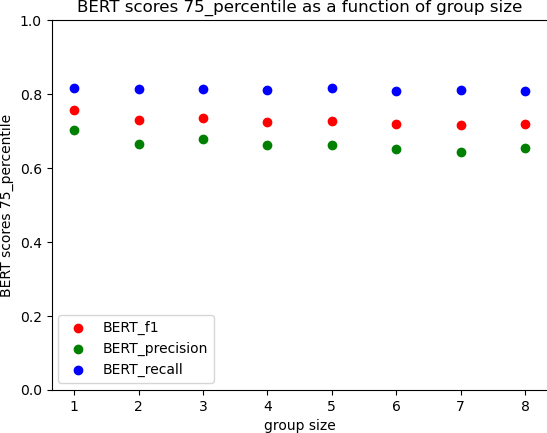 BERT scores 75_percentile as a function of group size
1.0
0.8
0.6
0.4
0.2
0.0
BERT scores 75_percentile
BERT_f1
BERT_precision
BERT_recall
1 2 3 4 5 6 7 8
group size